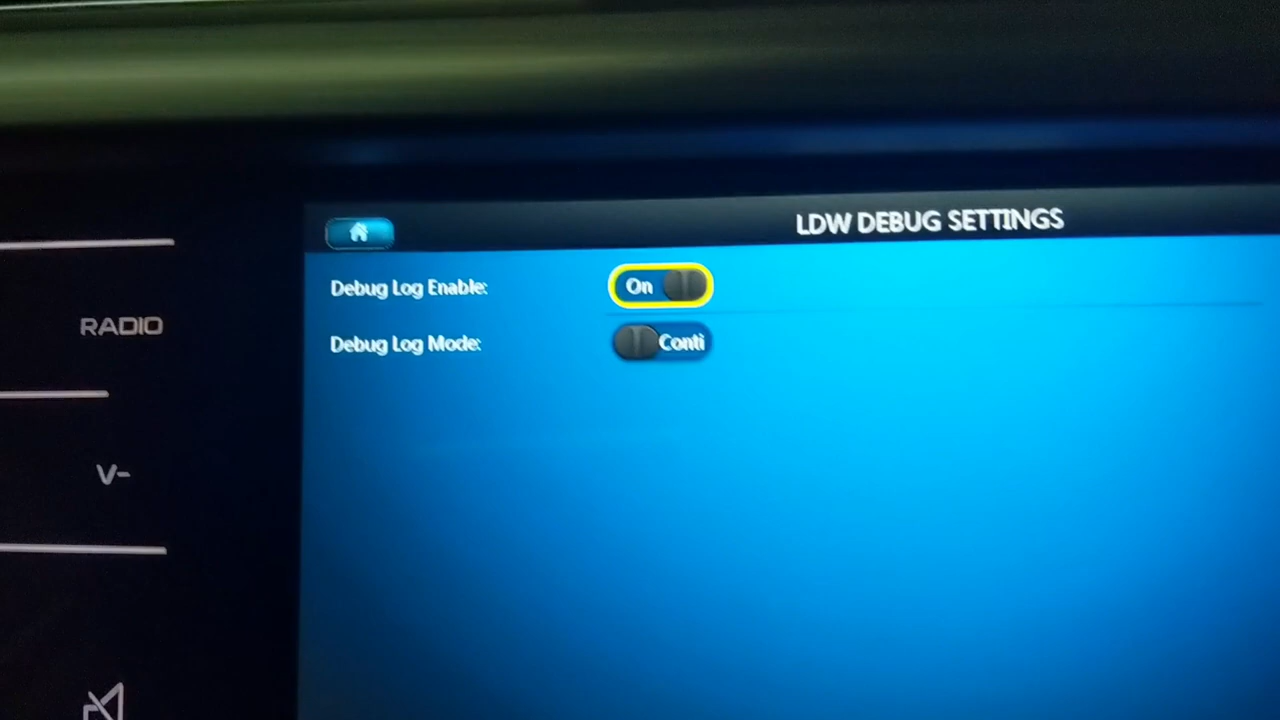 LDW DEBUG SETTINGS
Debug Log Enable: On
Debug Log Mode: Conti
RADIO
V-